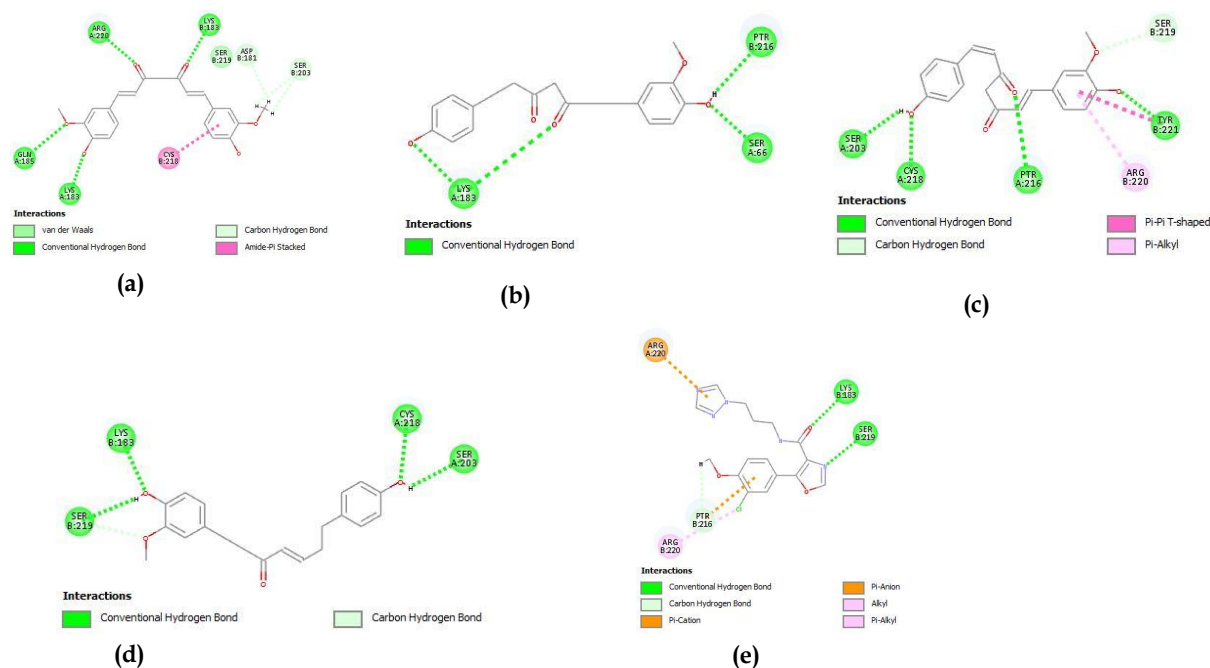 ARG
A:220
LYS
B:183
SER
B:219
ASP
B:181
SER
B:203
H
H
GLN
A:185
LYS
A:183
CYS
B:218
Interactions
van der Waals
Conventional Hydrogen Bond
Carbon Hydrogen Bond
Amide-Pi Stacked
(a)
PTR
B:216
O
O
O
O
H
SER
A:66
LYS
A:183
Interactions
Conventional Hydrogen Bond
(b)
SER
B:219
O
O
O
H
SER
A:203
CYS
A:218
PTR
A:216
ARG
B:220
TYR
B:221
Interactions
Conventional Hydrogen Bond
Carbon Hydrogen Bond
Pi-Pi T-shaped
Pi-Alkyl
(c)
CYS
A:218
SER
A:203
LYS
B:183
SER
B:219
H
O
O
O
O
H
Interactions
Conventional Hydrogen Bond
Carbon Hydrogen Bond
(d)
ARG
A:220
LYS
B:183
SER
B:219
N
N
N
O
O
O
H
Cl
PTR
B:216
ARG
B:220
Interactions
Conventional Hydrogen Bond
Carbon Hydrogen Bond
Pi-Cation
Pi-Anion
Alkyl
Pi-Alkyl
(e)